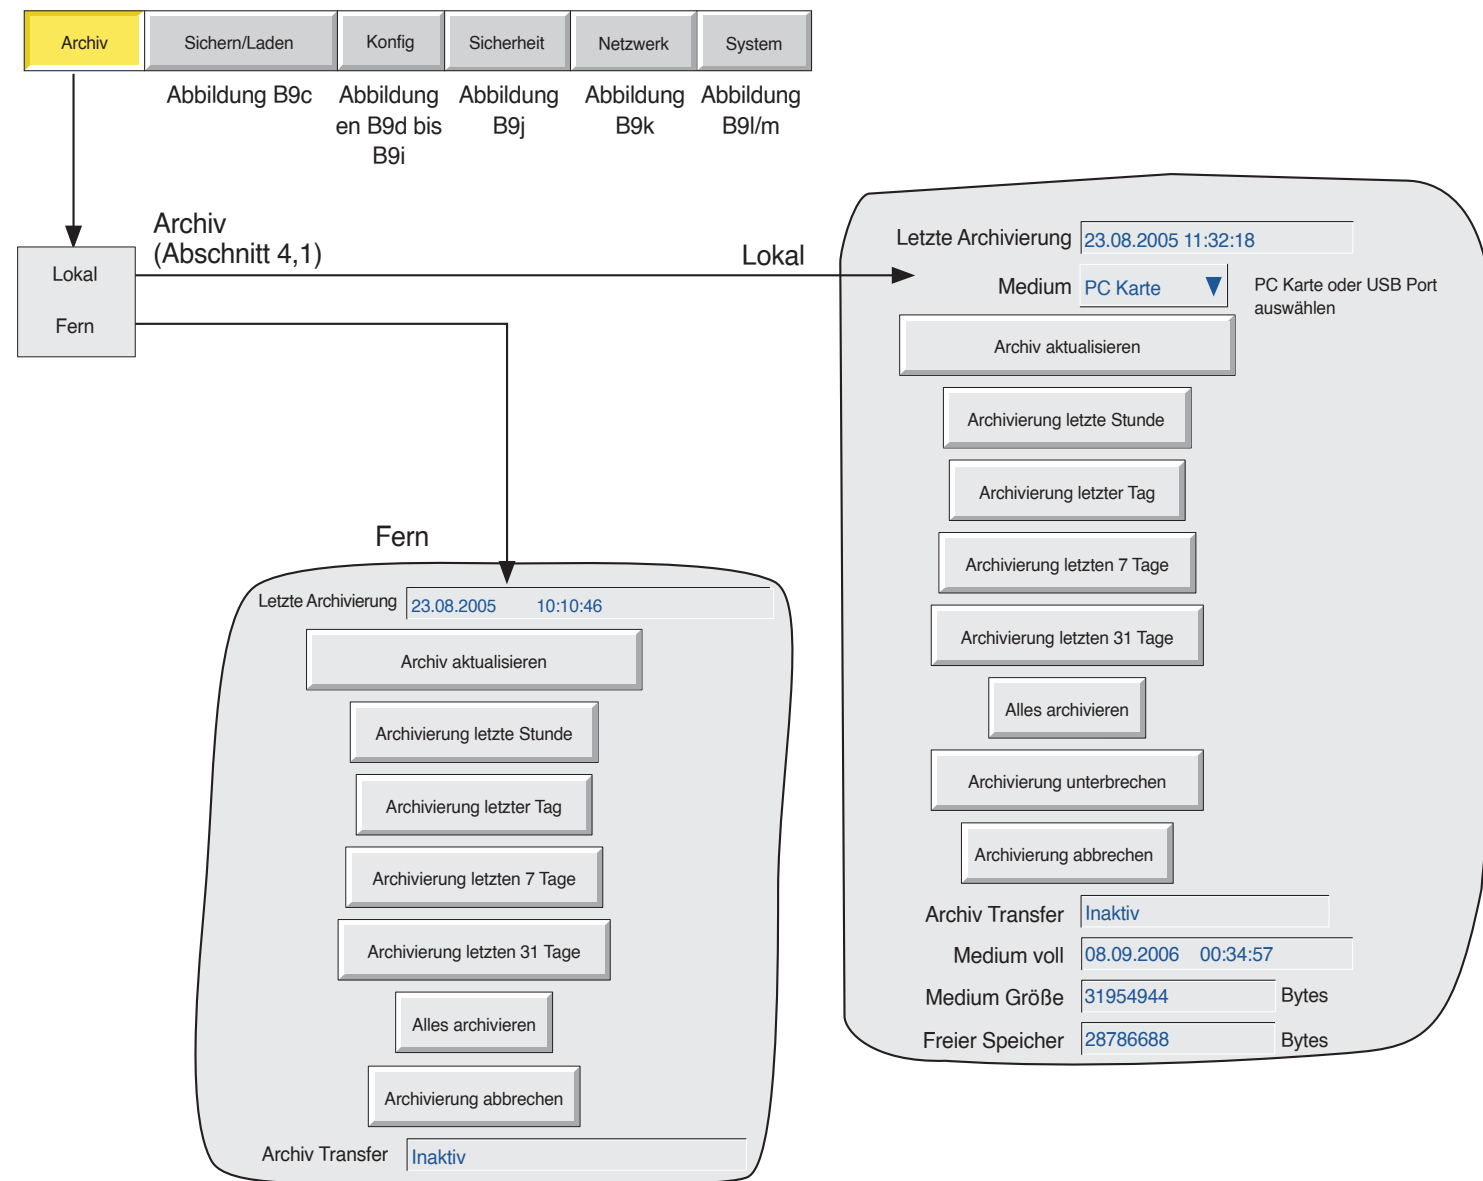 Archiv
Sichern/Laden
Konfig
Sicherheit
Netzwerk
System
Abbildung B9c
Abbildung
en B9d bis
B9i
Abbildung
B9j
Abbildung
B9k
Abbildung
B9l/m
Archiv
(Abschnitt 4,1)
Lokal
Lokal
Fern
Fern
Letzte Archivierung 23.08.2005 10:10:46
Archiv aktualisieren
Archivierung letzte Stunde
Archivierung letzter Tag
Archivierung letzten 7 Tage
Archivierung letzten 31 Tage
Alles archivieren
Archivierung abbrechen
Archiv Transfer Inaktiv
Letzte Archivierung 23.08.2005 11:32:18
Medium PC Karte
PC Karte oder USB Port
auswählen
Archiv aktualisieren
Archivierung letzte Stunde
Archivierung letzter Tag
Archivierung letzten 7 Tage
Archivierung letzten 31 Tage
Alles archivieren
Archivierung unterbrechen
Archivierung abbrechen
Archiv Transfer Inaktiv
Medium voll 08.09.2006 00:34:57
Medium Größe 31954944 Bytes
Freier Speicher 28786688 Bytes